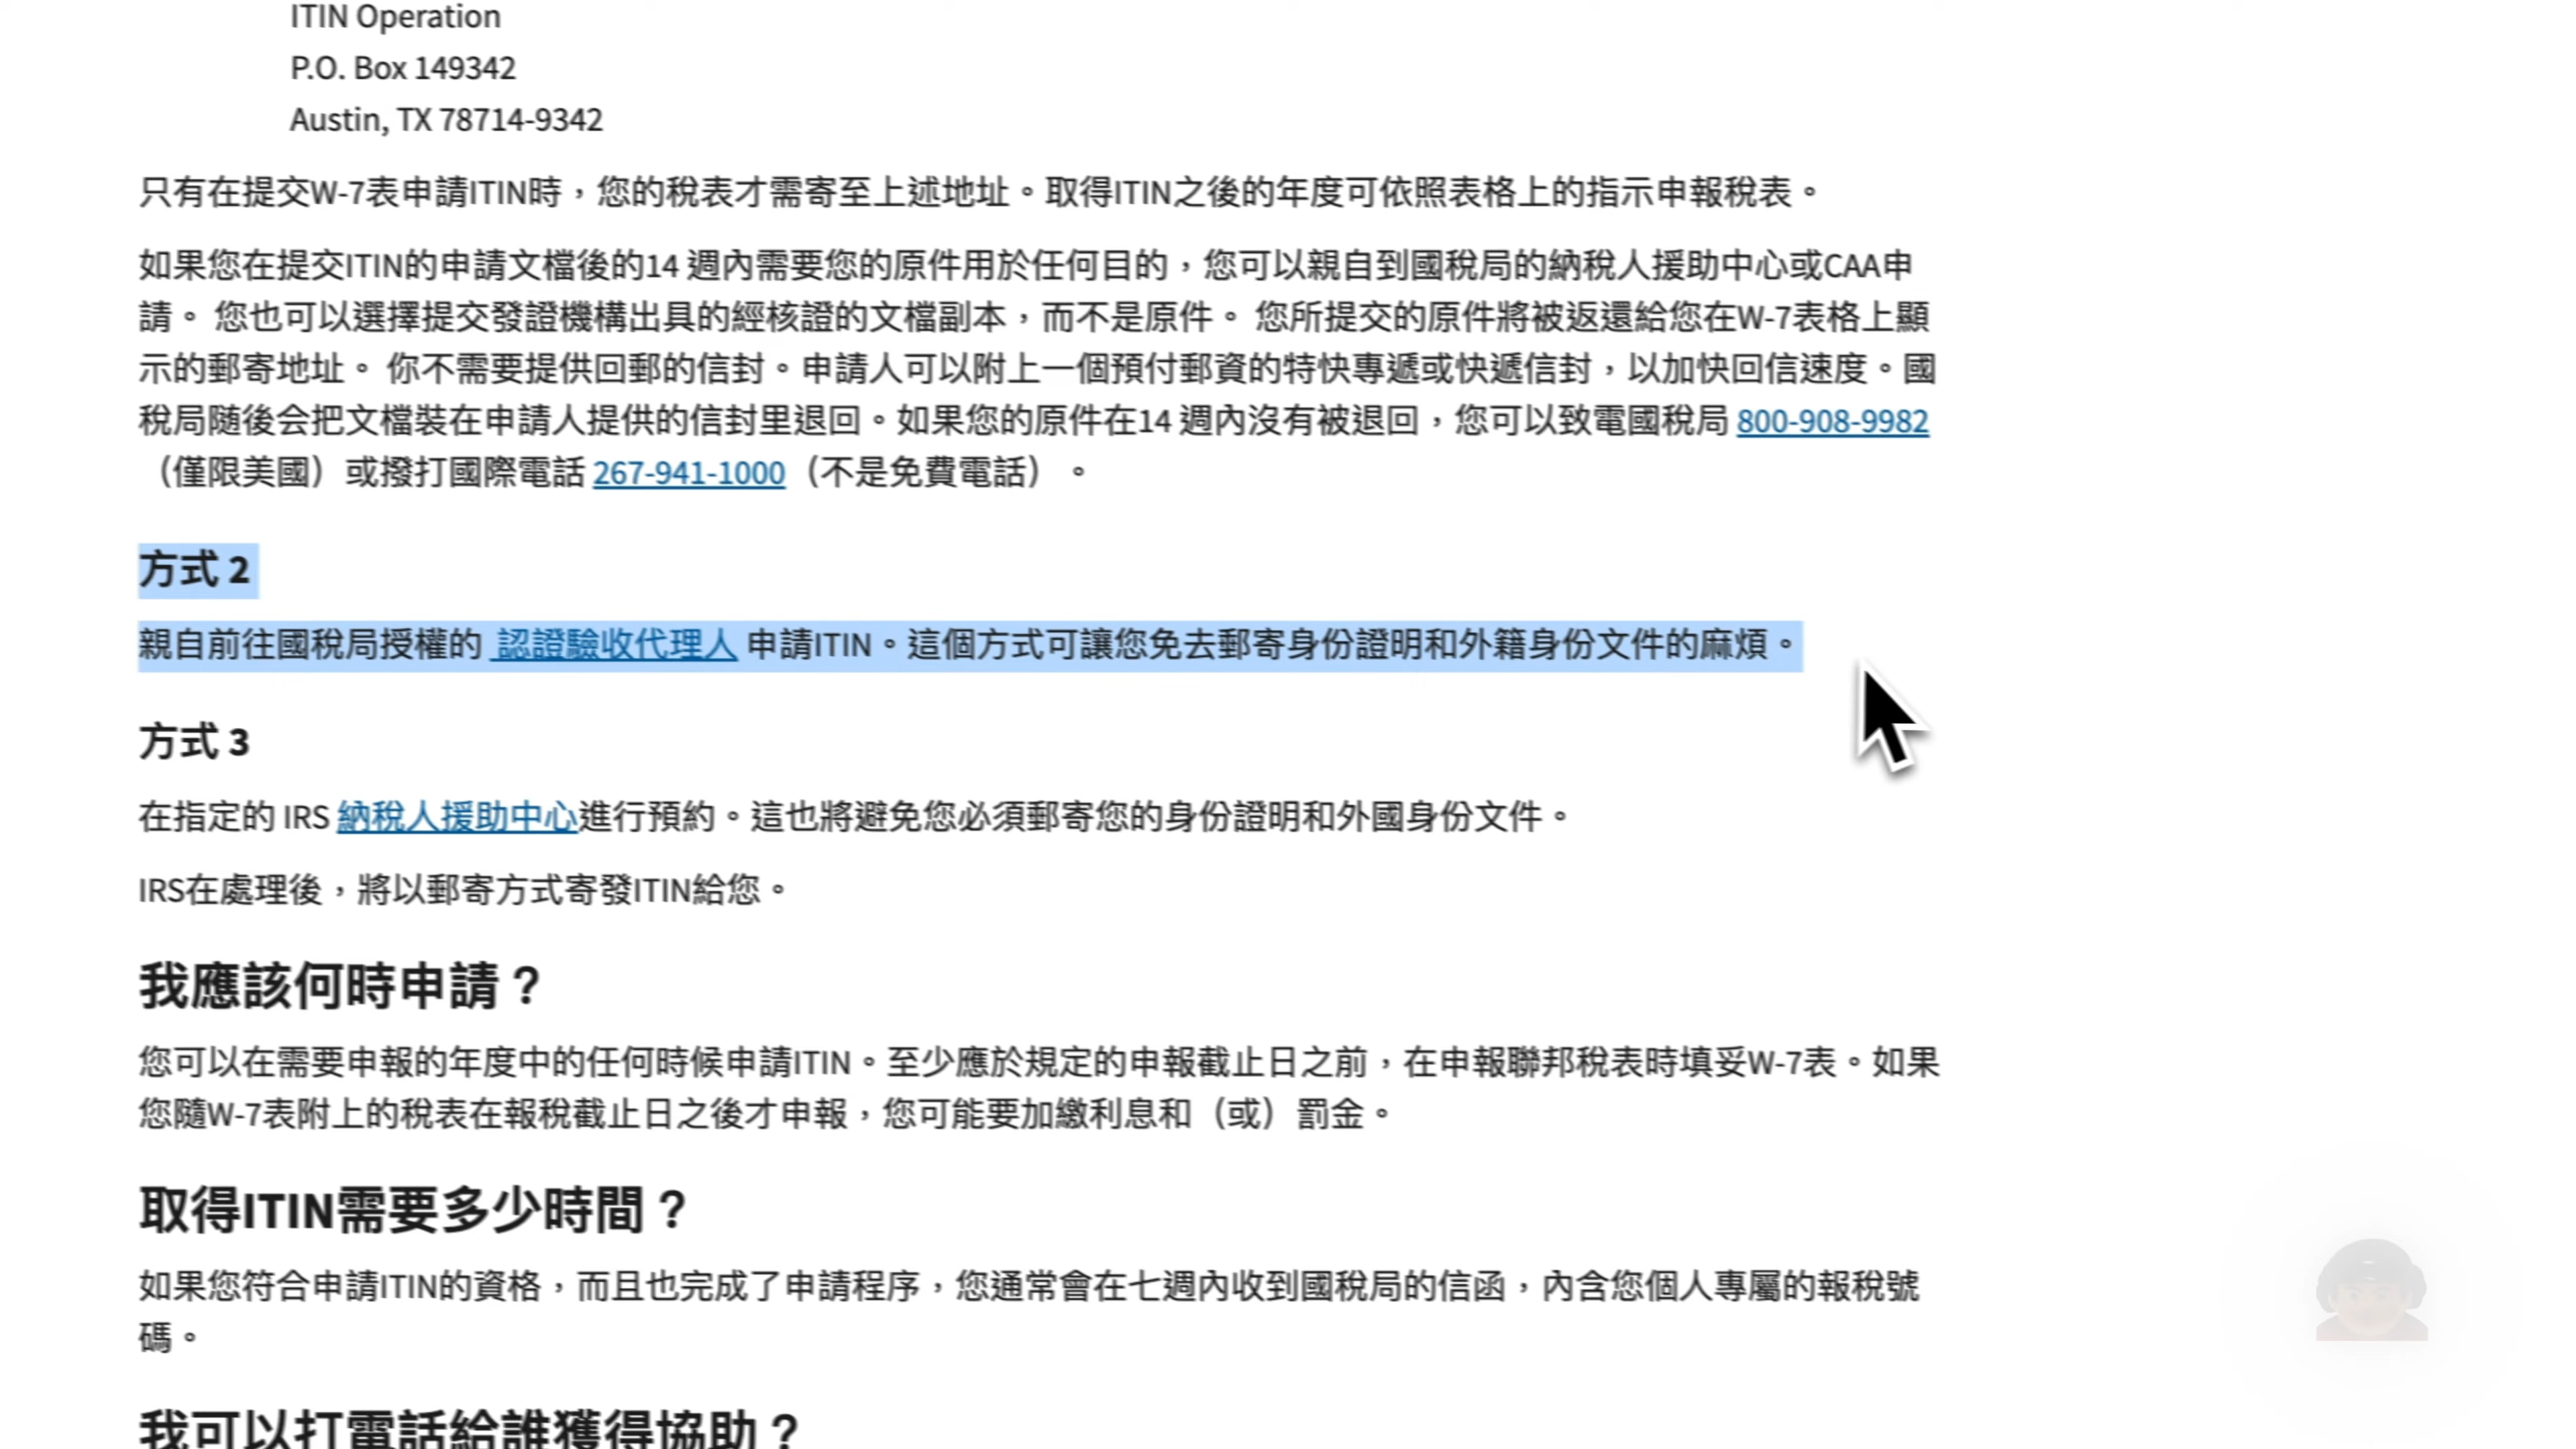 ITIN Operation
P.O. Box 149342
Austin, TX 78714-9342
只有在提交W-7表申請ITIN時，您的稅表才需寄至上述地址。取得ITIN之後的年度可依照表格上的指示申報稅表。
如果您在提交ITIN的申請文檔後的14 週內需要您的原件用於任何目的，您可以親自到國稅局的納稅人援助中心或CAA申
請。 您也可以選擇提交發證機構出具的經核證的文檔副本，而不是原件。 您所提交的原件將被返還給您在W-7表格上顯
示的郵寄地址。 你不需要提供回郵的信封。申請人可以附上一個預付郵資的特快專遞或快遞信封，以加快回信速度。國
稅局随後会把文檔裝在申請人提供的信封里退回。如果您的原件在14 週內沒有被退回，您可以致電國稅局 800-908-9982
（僅限美國）或撥打國際電話 267-941-1000（不是免費電話）。
方式 2
親自前往國稅局授權的 認證驗收代理人 申請ITIN。這個方式可讓您免去郵寄身份證明和外籍身份文件的麻煩。
方式 3
在指定的 IRS 納稅人援助中心進行預約。這也將避免您必須郵寄您的身份證明和外國身份文件。
IRS在處理後，將以郵寄方式寄發ITIN給您。
我應該何時申請？
您可以在需要申報的年度中的任何時候申請ITIN。至少應於規定的申報截止日之前，在申報聯邦稅表時填妥W-7表。如果
您隨W-7表附上的稅表在報稅截止日之後才申報，您可能要加繳利息和（或）罰金。
取得ITIN需要多少時間？
如果您符合申請ITIN的資格，而且也完成了申請程序，您通常會在七週內收到國稅局的信函，內含您個人專屬的報稅號
碼。
我可以打電話給誰獲得協助？